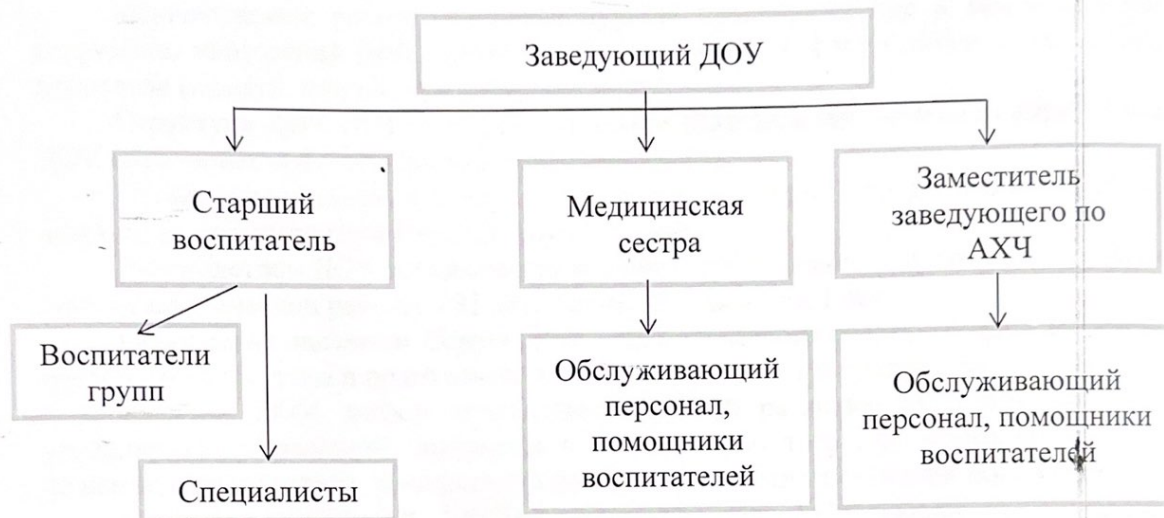 Заведующий ДОУ
Старший
воспитатель
Медицинская
сестра
Заместитель
заведующего по
АХЧ
Воспитатели
групп
Специалисты
Обслуживающий
персонал,
помощники
воспитателей
Обслуживающий
персонал, помощники
воспитателей